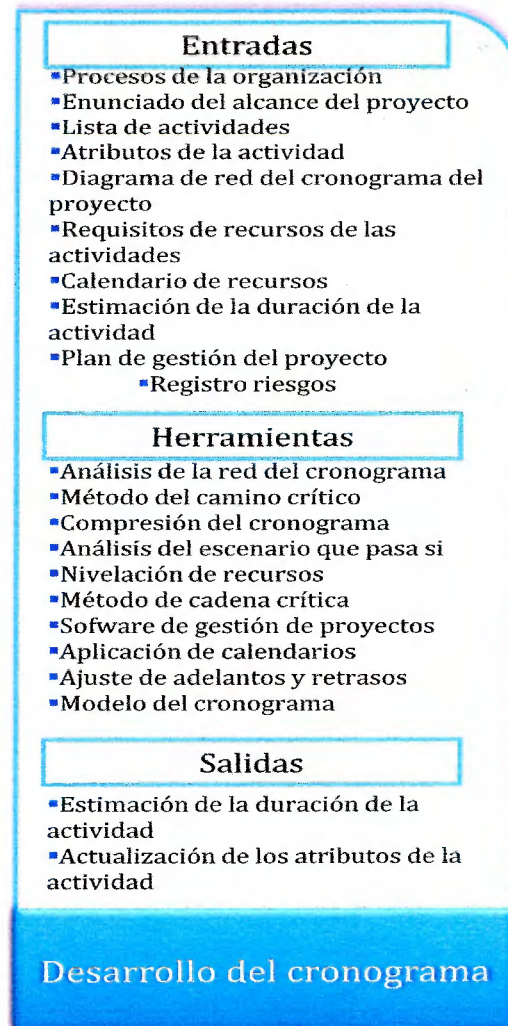 Entradas
▪Procesos de la organización
▪Enunciado del alcance del proyecto
▪Lista de actividades
▪Atributos de la actividad
▪Diagrama de red del cronograma del
proyecto
▪Requisitos de recursos de las
actividades
▪Calendario de recursos
▪Estimación de la duración de la
actividad
▪Plan de gestión del proyecto
▪Registro riesgos
Herramientas
▪Análisis de la red del cronograma
▪Método del camino crítico
▪Compresión del cronograma
▪Análisis del escenario que pasa si
▪Nivelación de recursos
▪Método de cadena crítica
▪Sofware de gestión de proyectos
▪Aplicación de calendarios
▪Ajuste de adelantos y retrasos
▪Modelo del cronograma
Salidas
▪Estimación de la duración de la
actividad
▪Actualización de los atributos de la
actividad
Desarrollo del cronograma